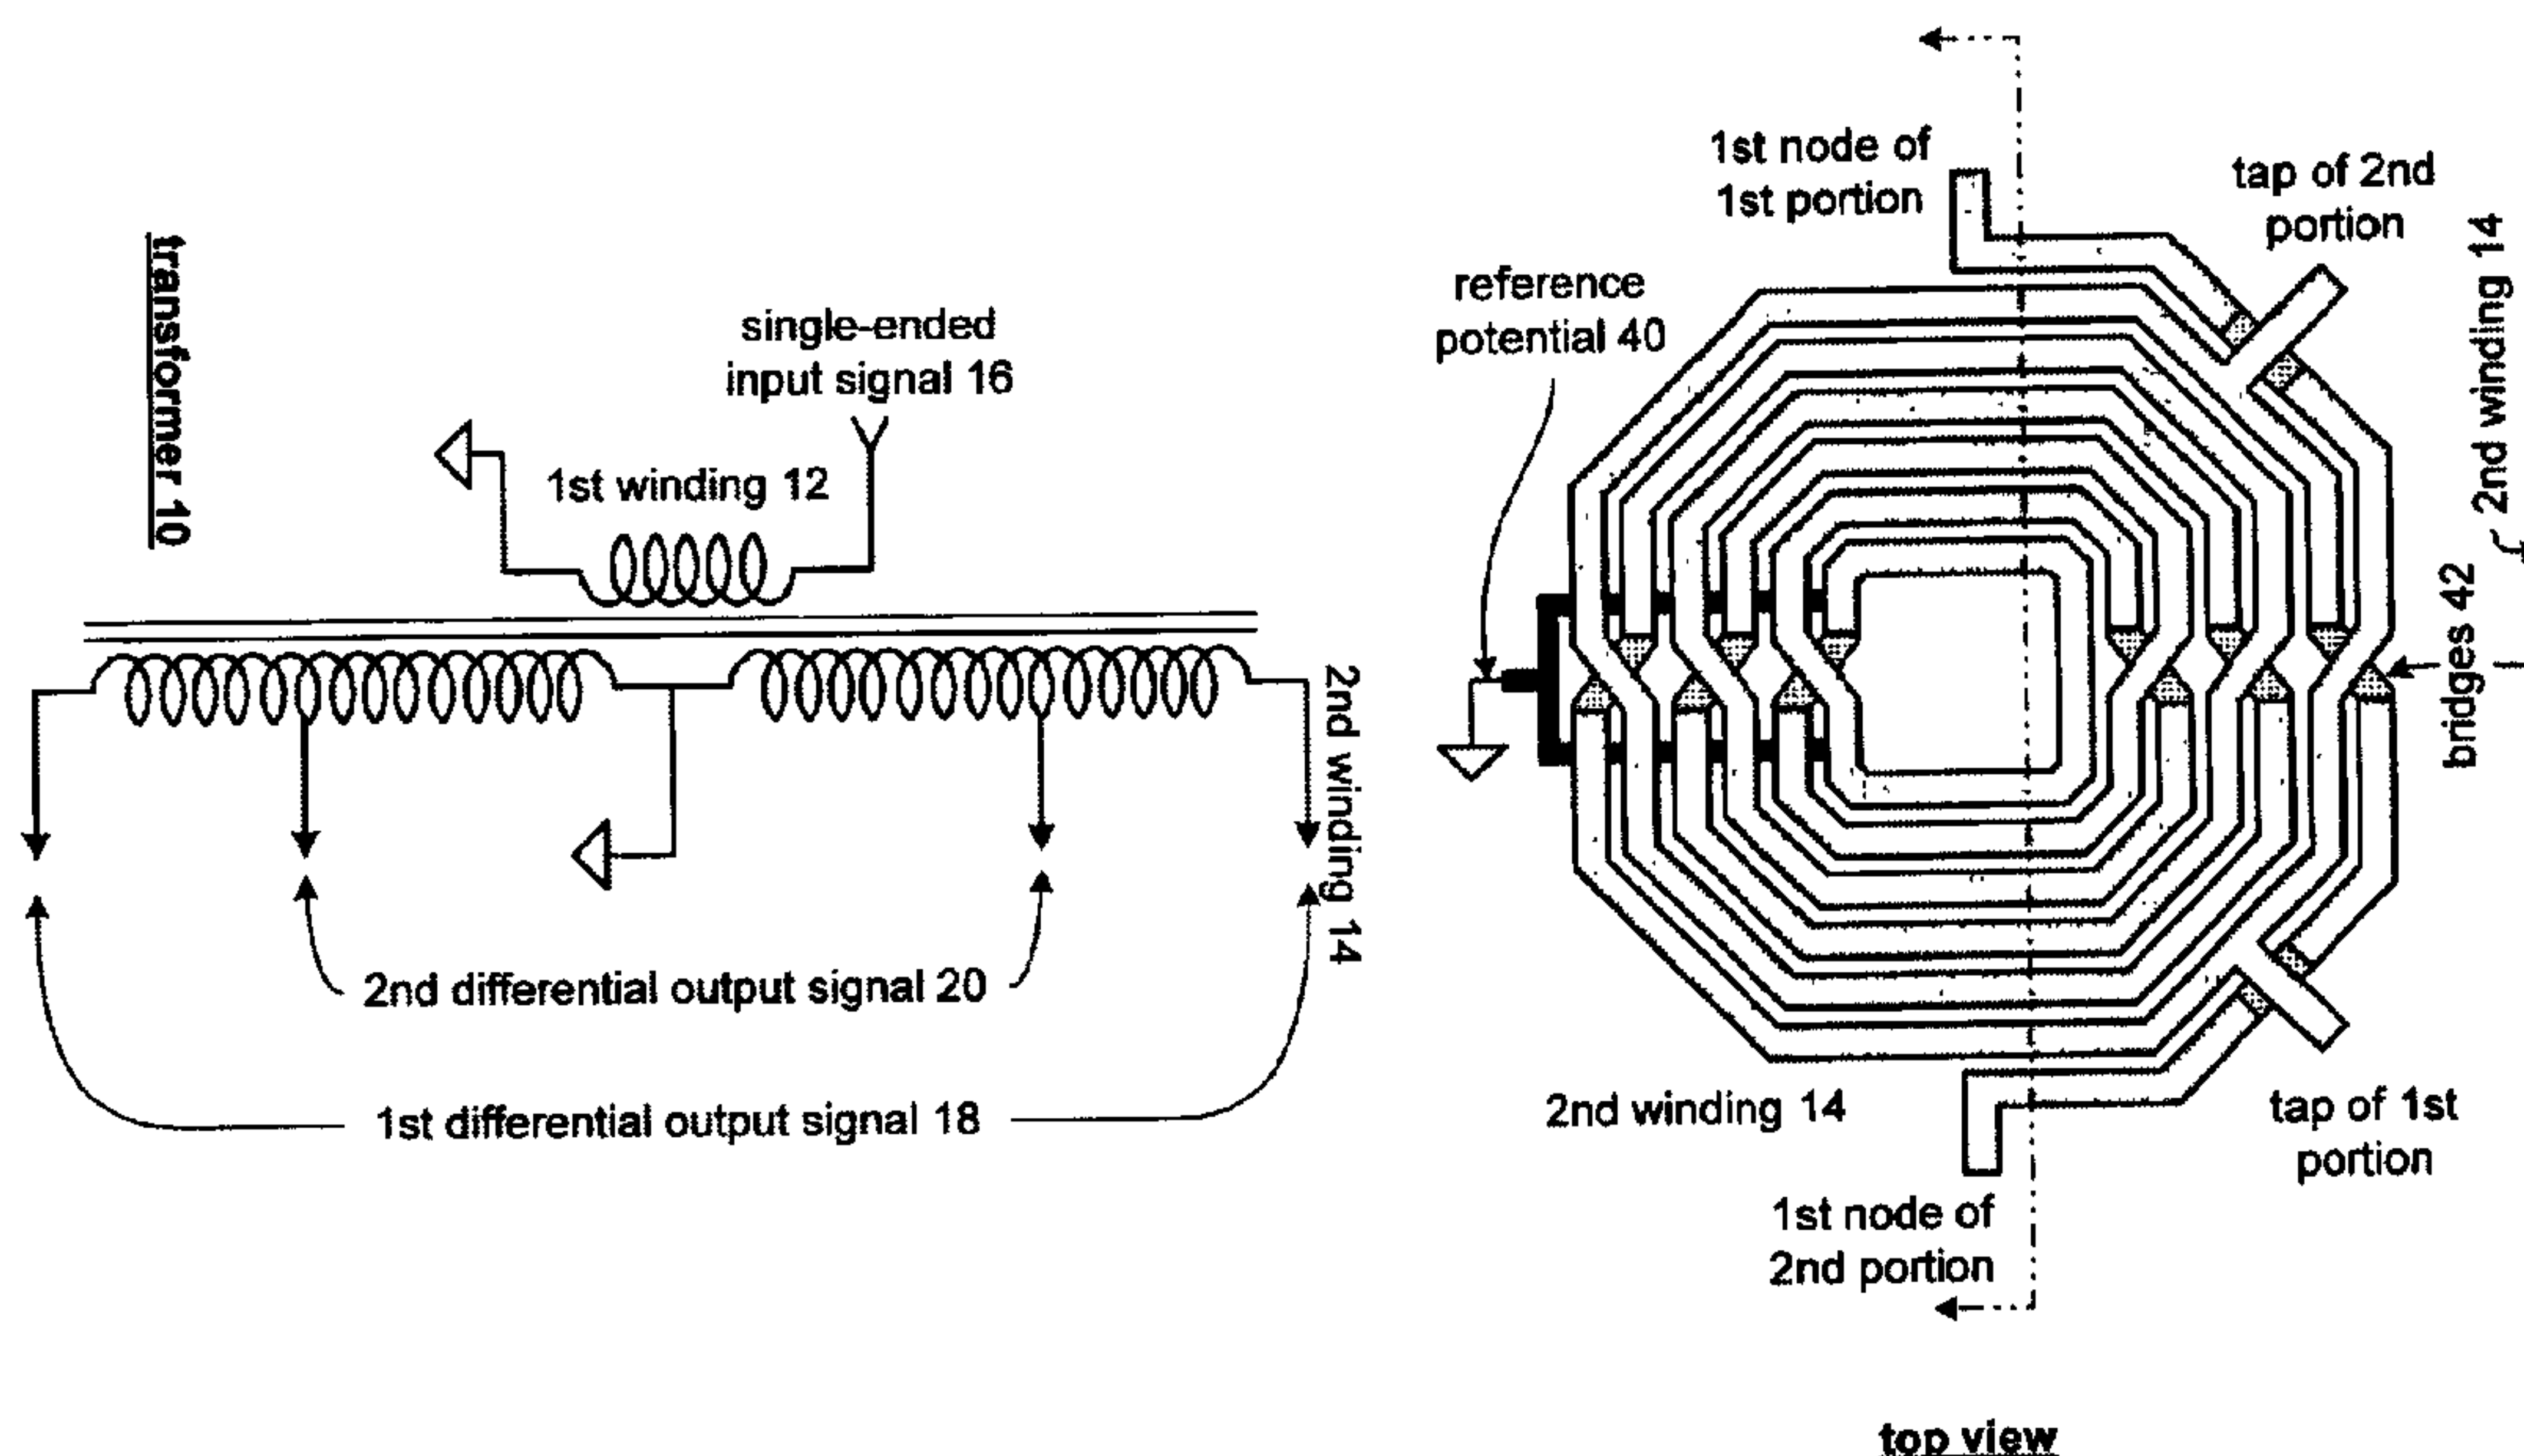 transformer 10
single-ended
input signal 16
1st winding 12
2nd winding 14
2nd differential output signal 20
1st differential output signal 18
1st node of
1st portion
tap of 2nd
portion
reference
potential 40
2nd winding 14
bridges 42
2nd winding 14
tap of 1st
portion
1st node of
2nd portion
top view